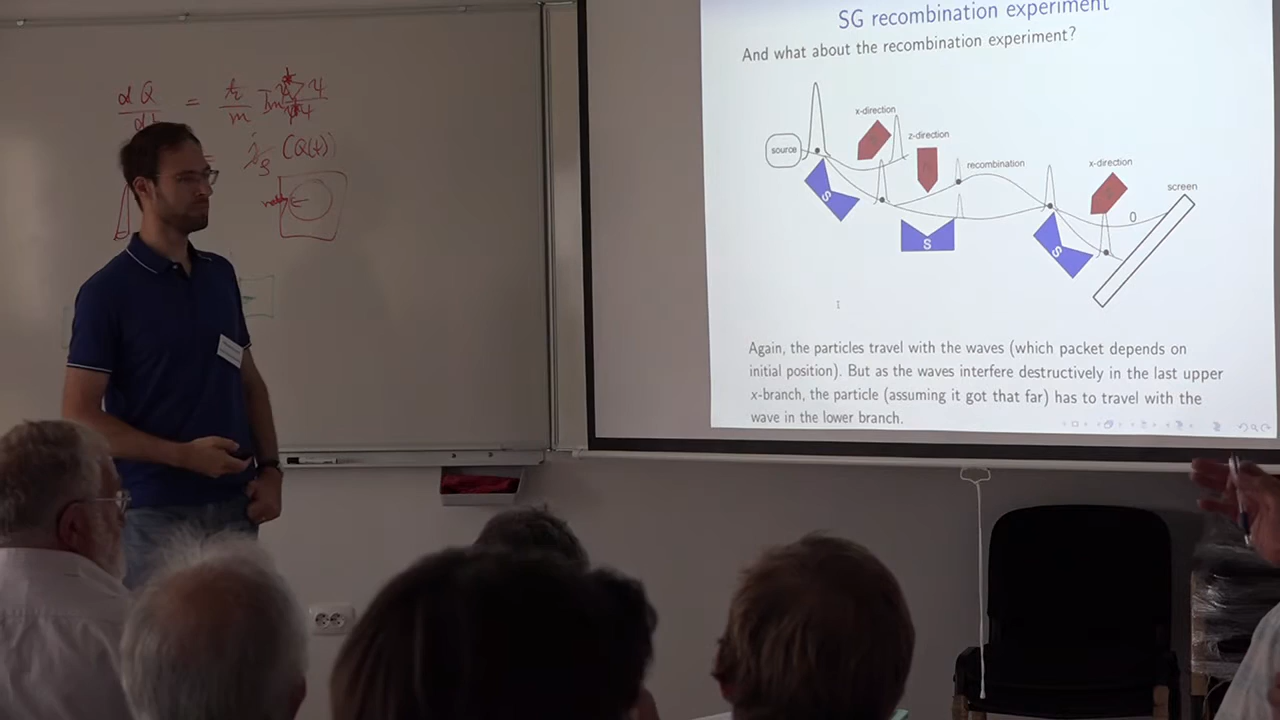 SG recombination experiment
And what about the recombination experiment?
x-direction
z-direction
source
recombination
x-direction
screen
0
S
S
S
Again, the particles travel with the waves (which packet depends on
initial position). But as the waves interfere destructively in the last upper
x-branch, the particle (assuming it got that far) has to travel with the
wave in the lower branch.
dQ = ħ Im
m
(Q(t))